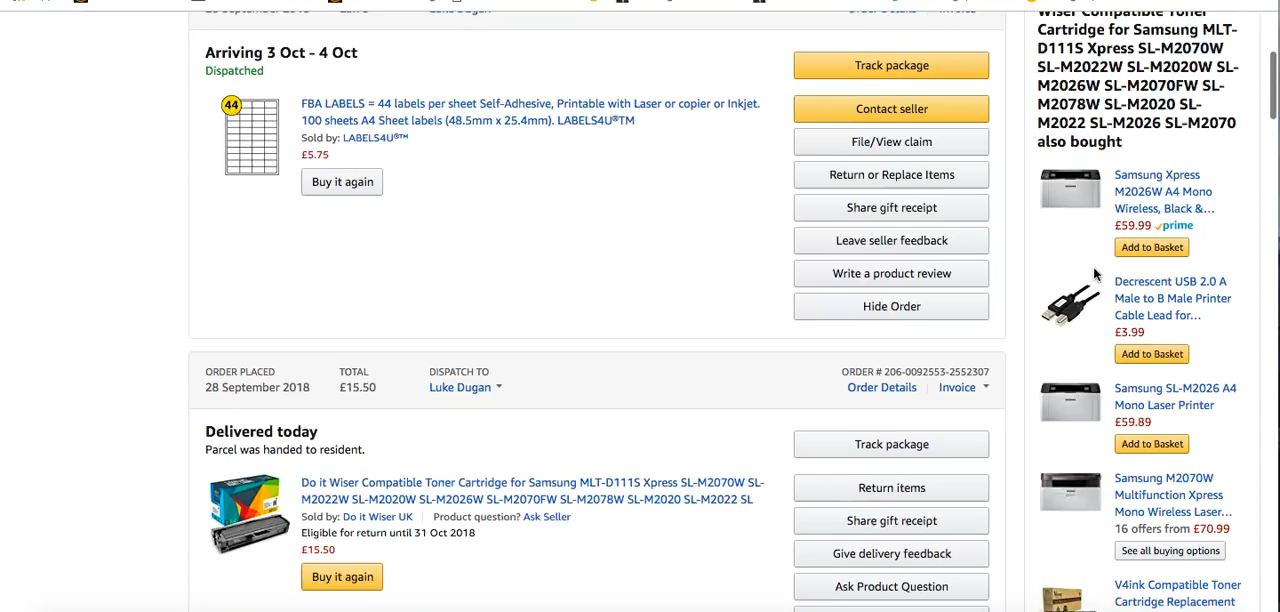 Arriving 3 Oct - 4 Oct
Dispatched
Track package
Contact seller
File/View claim
Return or Replace Items
Share gift receipt
Leave seller feedback
Write a product review
Hide Order
44
FBA LABELS = 44 labels per sheet Self-Adhesive, Printable with Laser or copier or Inkjet.
100 sheets A4 Sheet labels (48.5mm x 25.4mm). LABELS4U®™
Sold by: LABELS4U®™
£5.75
Buy it again
ORDER PLACED
28 September 2018
TOTAL
£15.50
DISPATCH TO
Luke Dugan
ORDER # 206-0092553-2552307
Order Details
Invoice
Delivered today
Parcel was handed to resident.
Do it Wiser Compatible Toner Cartridge for Samsung MLT-D111S Xpress SL-M2070W SL-
M2022W SL-M2020W SL-M2026W SL-M2070FW SL-M2078W SL-M2020 SL-M2022 SL
Sold by: Do it Wiser UK
Product question? Ask Seller
Eligible for return until 31 Oct 2018
£15.50
Buy it again
Track package
Return items
Share gift receipt
Give delivery feedback
Ask Product Question
Wiser Compatible Toner
Cartridge for Samsung MLT-
D111S Xpress SL-M2070W
SL-M2022W SL-M2020W SL-
M2026W SL-M2070FW SL-
M2078W SL-M2020 SL-
M2022 SL-M2026 SL-M2070
also bought
Samsung Xpress
M2026W A4 Mono
Wireless, Black &...
£59.99 prime
Add to Basket
Decrescent USB 2.0 A
Male to B Male Printer
Cable Lead for...
£3.99
Add to Basket
Samsung SL-M2026 A4
Mono Laser Printer
£59.89
Add to Basket
Samsung M2070W
Multifunction Xpress
Mono Wireless Laser...
16 offers from £70.99
See all buying options
V4ink Compatible Toner
Cartridge Replacement